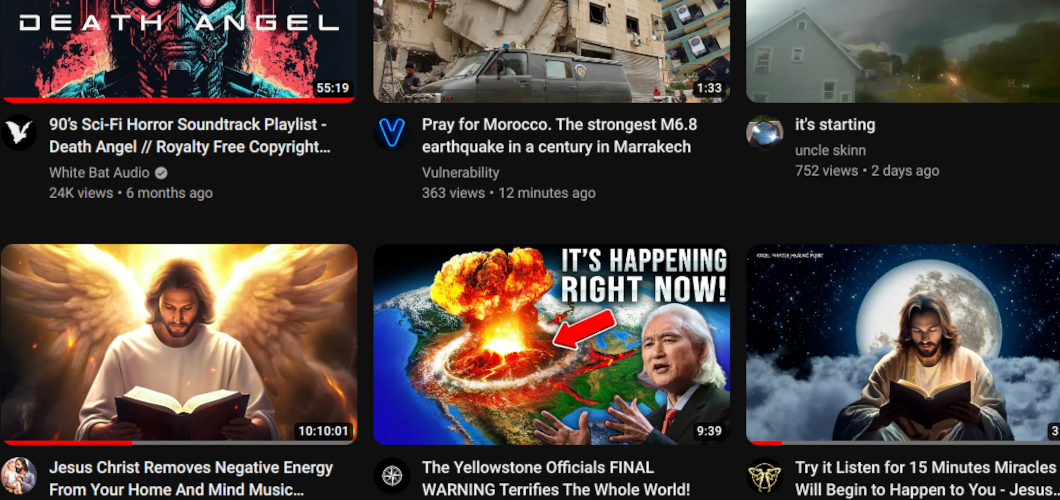 DEATH ANGEL
55:19
1:33
90's Sci-Fi Horror Soundtrack Playlist -
Death Angel // Royalty Free Copyright...
White Bat Audio
24K views • 6 months ago
Pray for Morocco. The strongest M6.8
earthquake in a century in Marrakech
Vulnerability
363 views • 12 minutes ago
it's starting
uncle skinn
752 views • 2 days ago
10:10:01
Jesus Christ Removes Negative Energy
From Your Home And Mind Music...
IT'S HAPPENING
RIGHT NOW!
9:39
The Yellowstone Officials FINAL
WARNING Terrifies The Whole World!
ANGEL MIRACLE HEALING MUSIC
3
Try it Listen for 15 Minutes Miracles
Will Begin to Happen to You - Jesus...